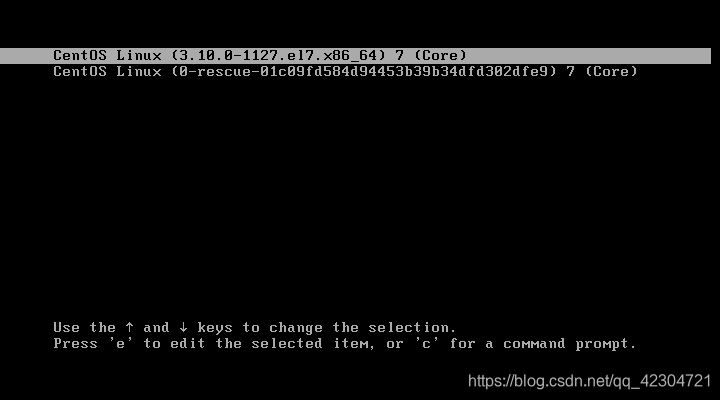 CentOS Linux (3.10.0-1127.el7.x86_64) 7 (Core)
CentOS Linux (0-rescue-01c09fd584d94453b39b34dfd302dfe9) 7 (Core)
Use the ↑ and ↓ keys to change the selection.
Press 'e' to edit the selected item, or 'c' for a command prompt.
https://blog.csdn.net/qq_42304721